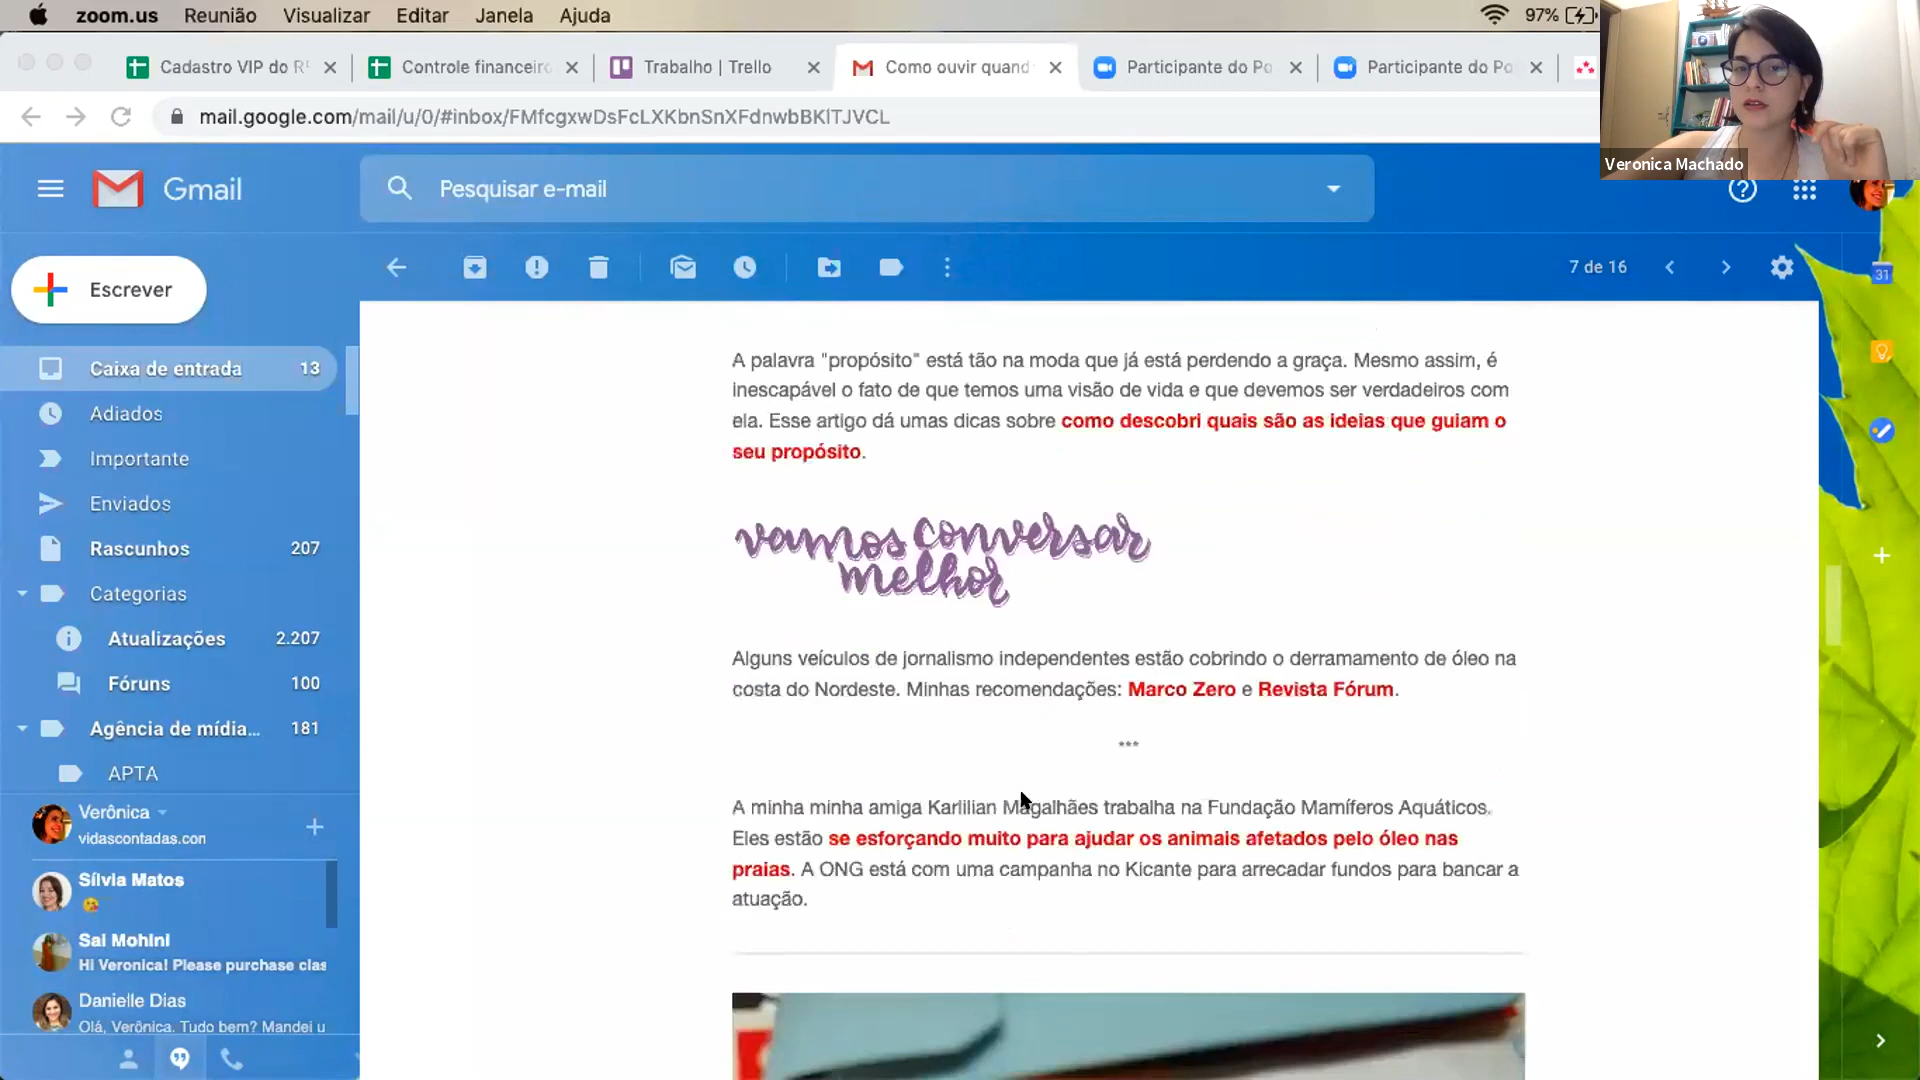 zoom.us Reunião Visualizar Editar Janela Ajuda 97%
Cadastro VIP do R Controle financeiro Trabalho | Trello Como ouvir quand Participante do Po Participante do Po
mail.google.com/mail/u/0/#inbox/FMfcgxwDsFcLXKbnSnXFdnwbBKlTJVCL
Veronica Machado
Gmail
Pesquisar e-mail
Escrever
7 de 16
31
Caixa de entrada 13
Adiados
Importante
Enviados
Rascunhos 207
Categorias
Atualizações 2.207
Fóruns 100
Agência de mídia... 181
APTA
Verônica
vidascontadas.con
Sílvia Matos
Sai Mohini
Hi Veronica! Please purchase clas
Danielle Dias
Olá, Verônica. Tudo bem? Mandei u
A palavra "propósito" está tão na moda que já está perdendo a graça. Mesmo assim, é
inescapável o fato de que temos uma visão de vida e que devemos ser verdadeiros com
ela. Esse artigo dá umas dicas sobre como descobri quais são as ideias que guiam o
seu propósito.
vamos conversar
melhor
Alguns veículos de jornalismo independentes estão cobrindo o derramamento de óleo na
costa do Nordeste. Minhas recomendações: Marco Zero e Revista Fórum.
***
A minha minha amiga Kariilian Magalhães trabalha na Fundação Mamíferos Aquáticos.
Eles estão se esforçando muito para ajudar os animais afetados pelo óleo nas
praias. A ONG está com uma campanha no Kicante para arrecadar fundos para bancar a
atuação.